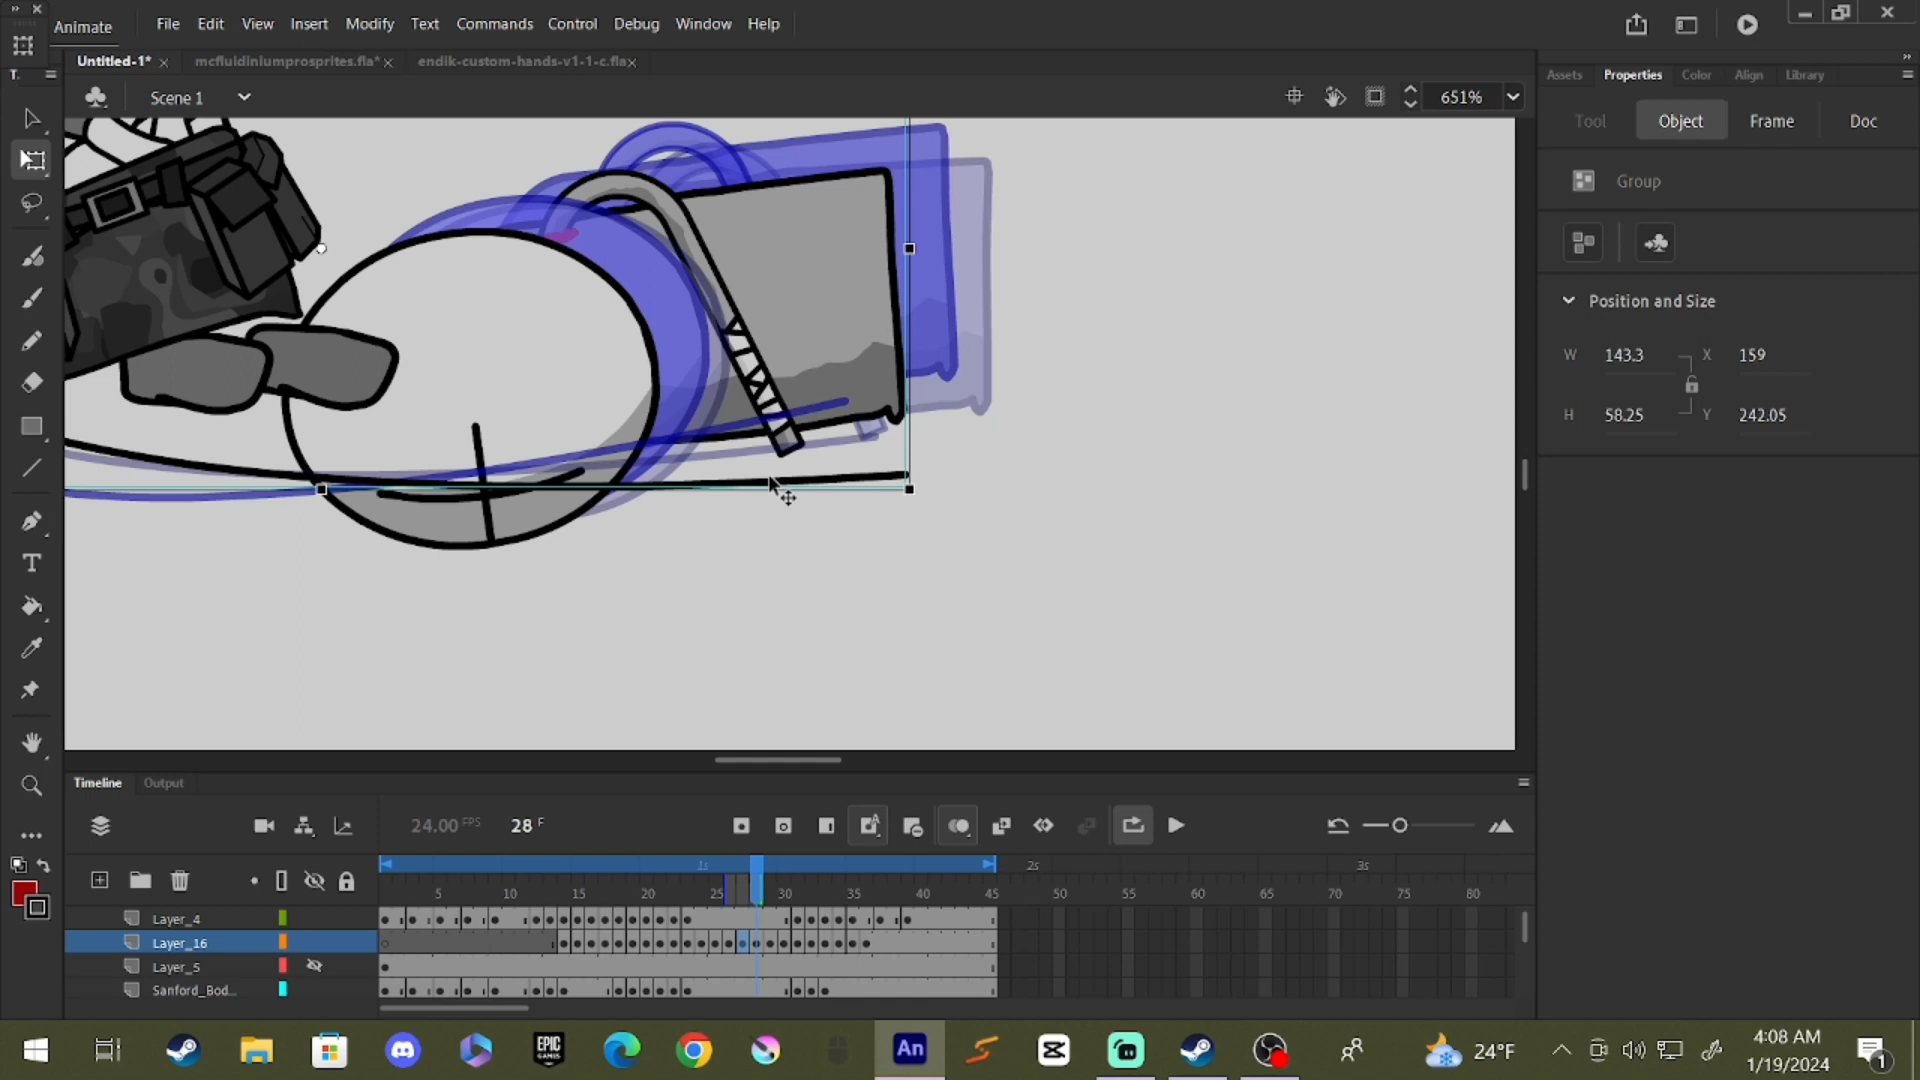 Animate File Edit View Insert Modify Text Commands Control Debug Window Help
Untitled-1* mcfluidiniumprosprites.fla* endik-custom-hands-v1-1-c.fla
Scene 1 651%
Assets Properties Color Align Library
Tool Object Frame Doc
Group
Position and Size
W 143.3 X 159
H 58.25 Y 242.05
Timeline Output
24.00 FPS 28 F
1s 2s 3s
5 10 15 20 25 30 35 40 45 50 55 60 65 70 75 80
Layer_4
Layer_16
Layer_5
Sanford_Bod...
EPIC GAMES An 24°F 4:08 AM
1/19/2024 1